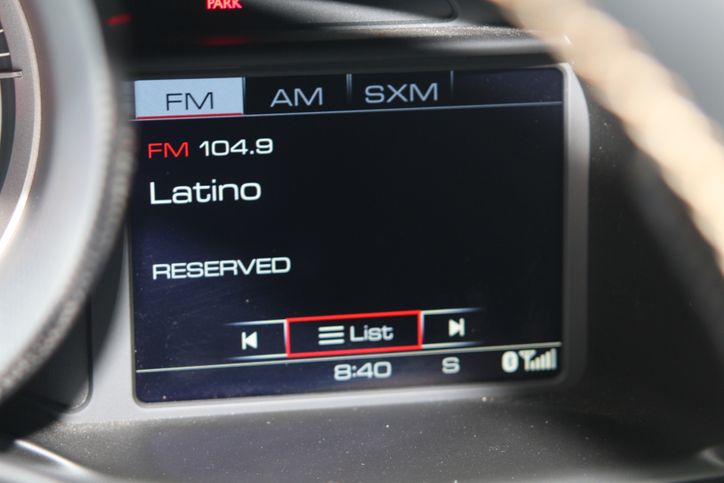 PARK
FM AM SXM
FM 104.9
Latino
RESERVED
List
8:40 S